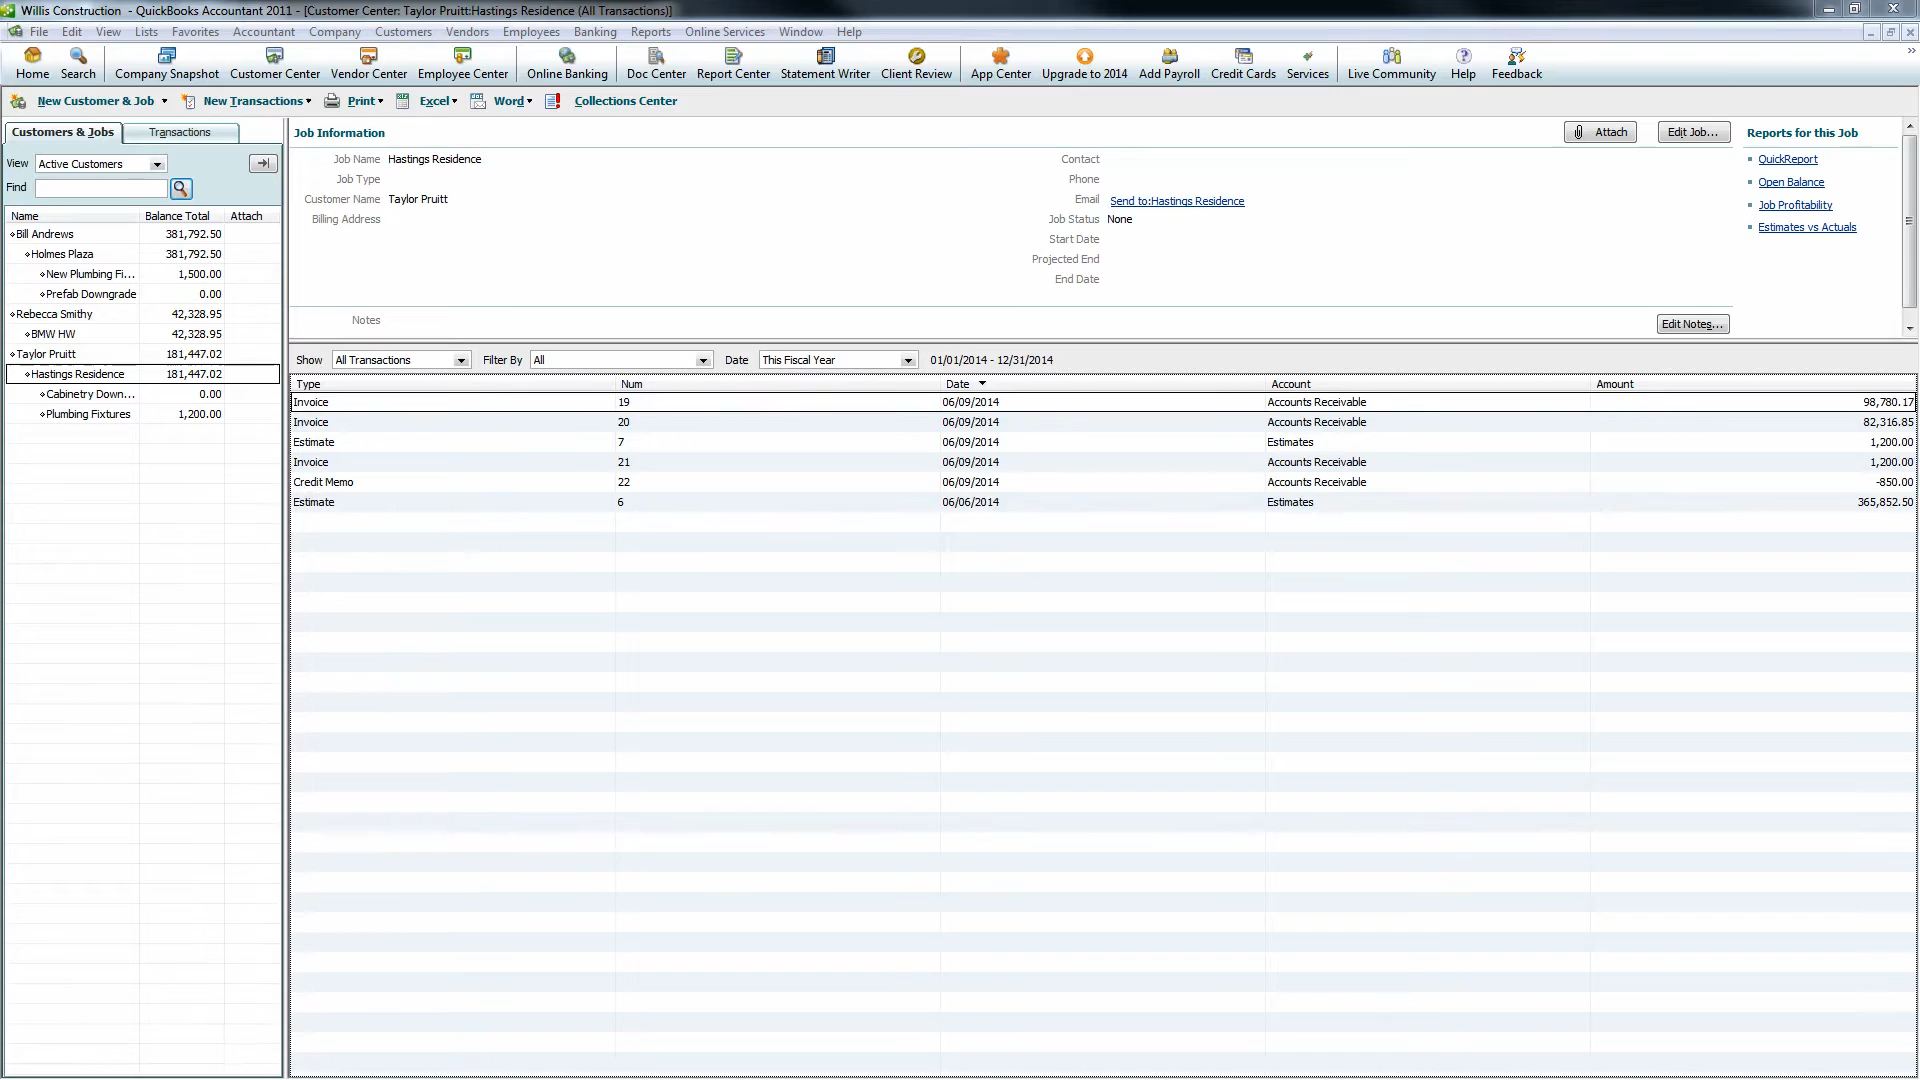 Willis Construction - QuickBooks Accountant 2011 - [Customer Center: Taylor Pruitt:Hastings Residence (All Transactions)]
File Edit View Lists Favorites Accountant Company Customers Vendors Employees Banking Reports Online Services Window Help
Home Search Company Snapshot Customer Center Vendor Center Employee Center Online Banking Doc Center Report Center Statement Writer Client Review App Center Upgrade to 2014 Add Payroll Credit Cards Services Live Community Help Feedback
New Customer & Job New Transactions Print Excel Word Collections Center
Customers & Jobs Transactions
View Active Customers
Find
Name Balance Total Attach
Bill Andrews 381,792.50
Holmes Plaza 381,792.50
New Plumbing Fi... 1,500.00
Prefab Downgrade 0.00
Rebecca Smithy 42,328.95
BMW HW 42,328.95
Taylor Pruitt 181,447.02
Hastings Residence 181,447.02
Cabinetry Down... 0.00
Plumbing Fixtures 1,200.00
Job Information Attach Edit Job...
Job Name Hastings Residence Contact
Job Type Phone
Customer Name Taylor Pruitt Email Send to:Hastings Residence
Billing Address Job Status None
Start Date
Projected End
End Date
Notes Edit Notes...
Reports for this Job
QuickReport
Open Balance
Job Profitability
Estimates vs Actuals
Show All Transactions Filter By All Date This Fiscal Year 01/01/2014 - 12/31/2014
Type Num Date Account Amount
Invoice 19 06/09/2014 Accounts Receivable 98,780.17
Invoice 20 06/09/2014 Accounts Receivable 82,316.85
Estimate 7 06/09/2014 Estimates 1,200.00
Invoice 21 06/09/2014 Accounts Receivable 1,200.00
Credit Memo 22 06/09/2014 Accounts Receivable -850.00
Estimate 6 06/06/2014 Estimates 365,852.50